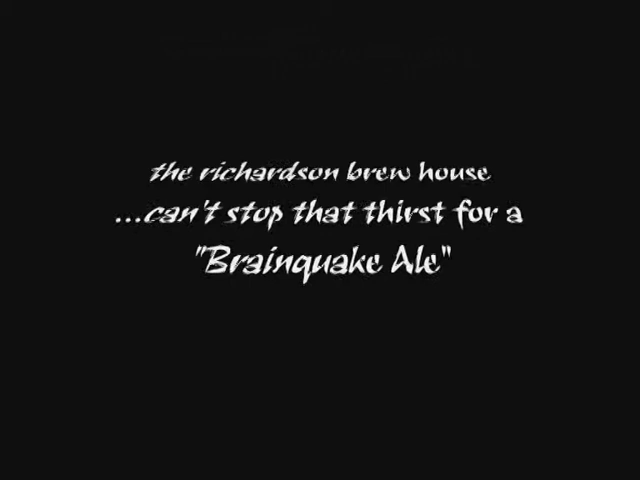 the richardson brew house
...can't stop that thirst for a
"Brainquake Ale"